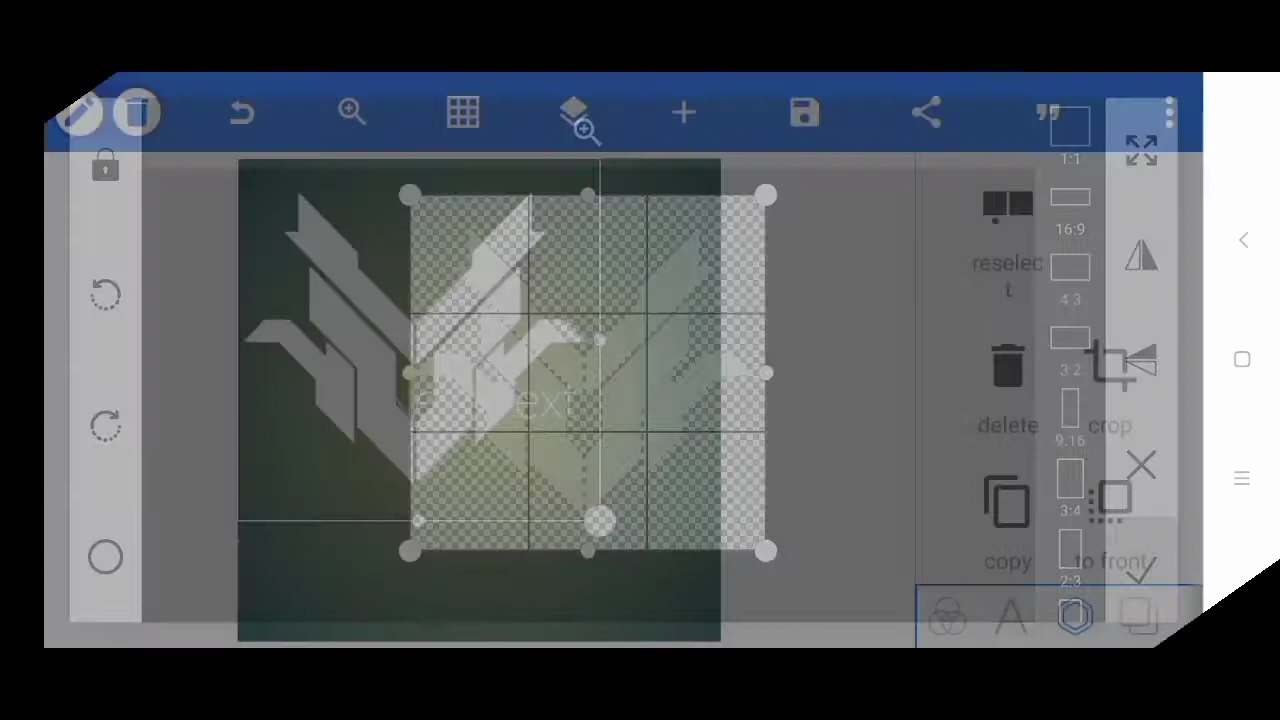 1:1
16:9
reselec
t
4:3
3:2
ext
delete
crop
9:16
3:4
copy
to front
2:3